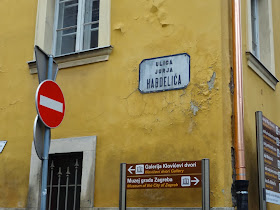 ULICA
JURJA
HABDELIĆA
Galerija Klovićevi dvori
Klovićevi dvori Gallery
Muzej grada Zagreba
Museum of the City of Zagreb